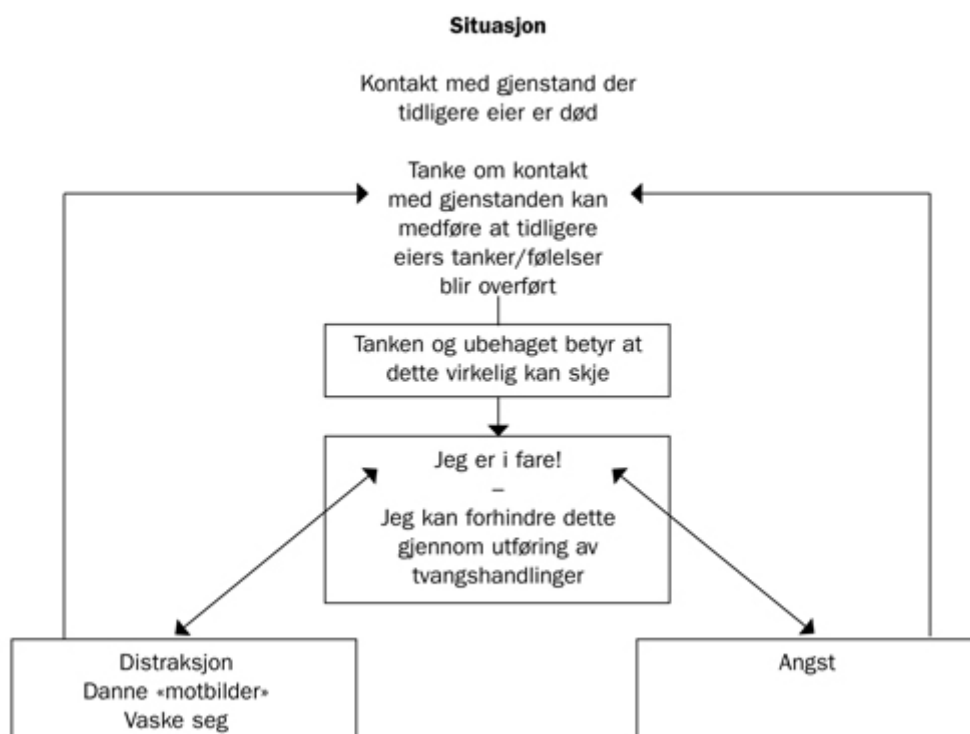 Situasjon
Kontakt med gjenstand der
tidligere eier er død
Tanke om kontakt
med gjenstanden kan
medføre at tidligere
eiers tanker/følelser
blir overført
Tanken og ubehaget betyr at
dette virkelig kan skje
Jeg er i fare!
–
Jeg kan forhindre dette
gjennom utføring av
tvangshandlinger
Distraksjon
Danne «motbilder»
Vaske seg
Angst